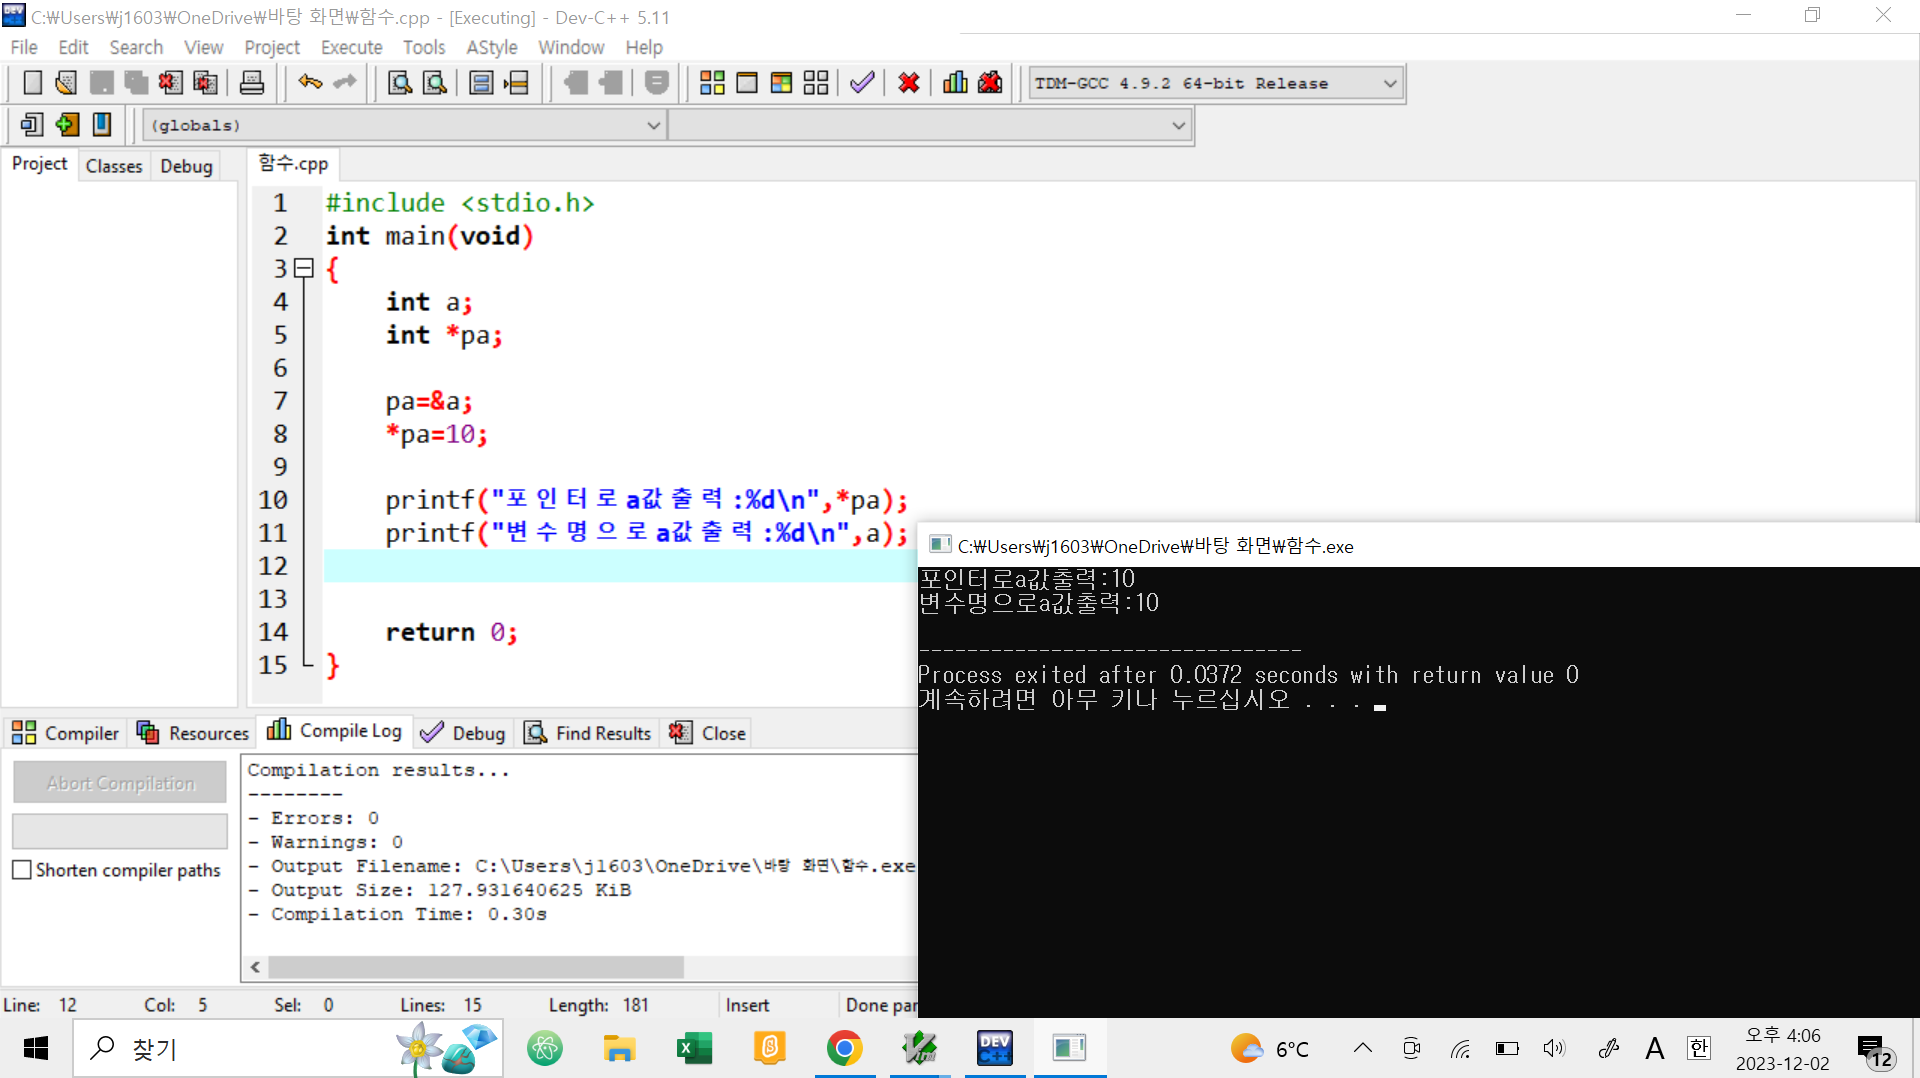 C:₩Users₩j1603₩OneDrive₩바탕 화면₩함수.cpp - [Executing] - Dev-C++ 5.11
File Edit Search View Project Execute Tools AStyle Window Help
TDM-GCC 4.9.2 64-bit Release
(globals)
Project Classes Debug
함수.cpp
1 #include <stdio.h>
2 int main(void)
3 {
4 int a;
5 int *pa;
6
7 pa=&a;
8 *pa=10;
9
10 printf("포인터로a값출력:%d\n",*pa);
11 printf("변수명으로a값출력:%d\n",a);
12
13
14 return 0;
15 }
C:₩Users₩j1603₩OneDrive₩바탕 화면₩함수.exe
포인터로a값출력:10
변수명으로a값출력:10
--------------------------------
Process exited after 0.0372 seconds with return value 0
계속하려면 아무 키나 누르십시오 . . .
Compiler Resources Compile Log Debug Find Results Close
Abort Compilation
Shorten compiler paths
Compilation results...
--------
- Errors: 0
- Warnings: 0
- Output Filename: C:\Users\j1603\OneDrive\바탕 화면\함수.exe
- Output Size: 127.931640625 KiB
- Compilation Time: 0.30s
Line: 12 Col: 5 Sel: 0 Lines: 15 Length: 181 Insert Done par
찾기
DEV C++
6°C
A
한
오후 4:06
2023-12-02
12